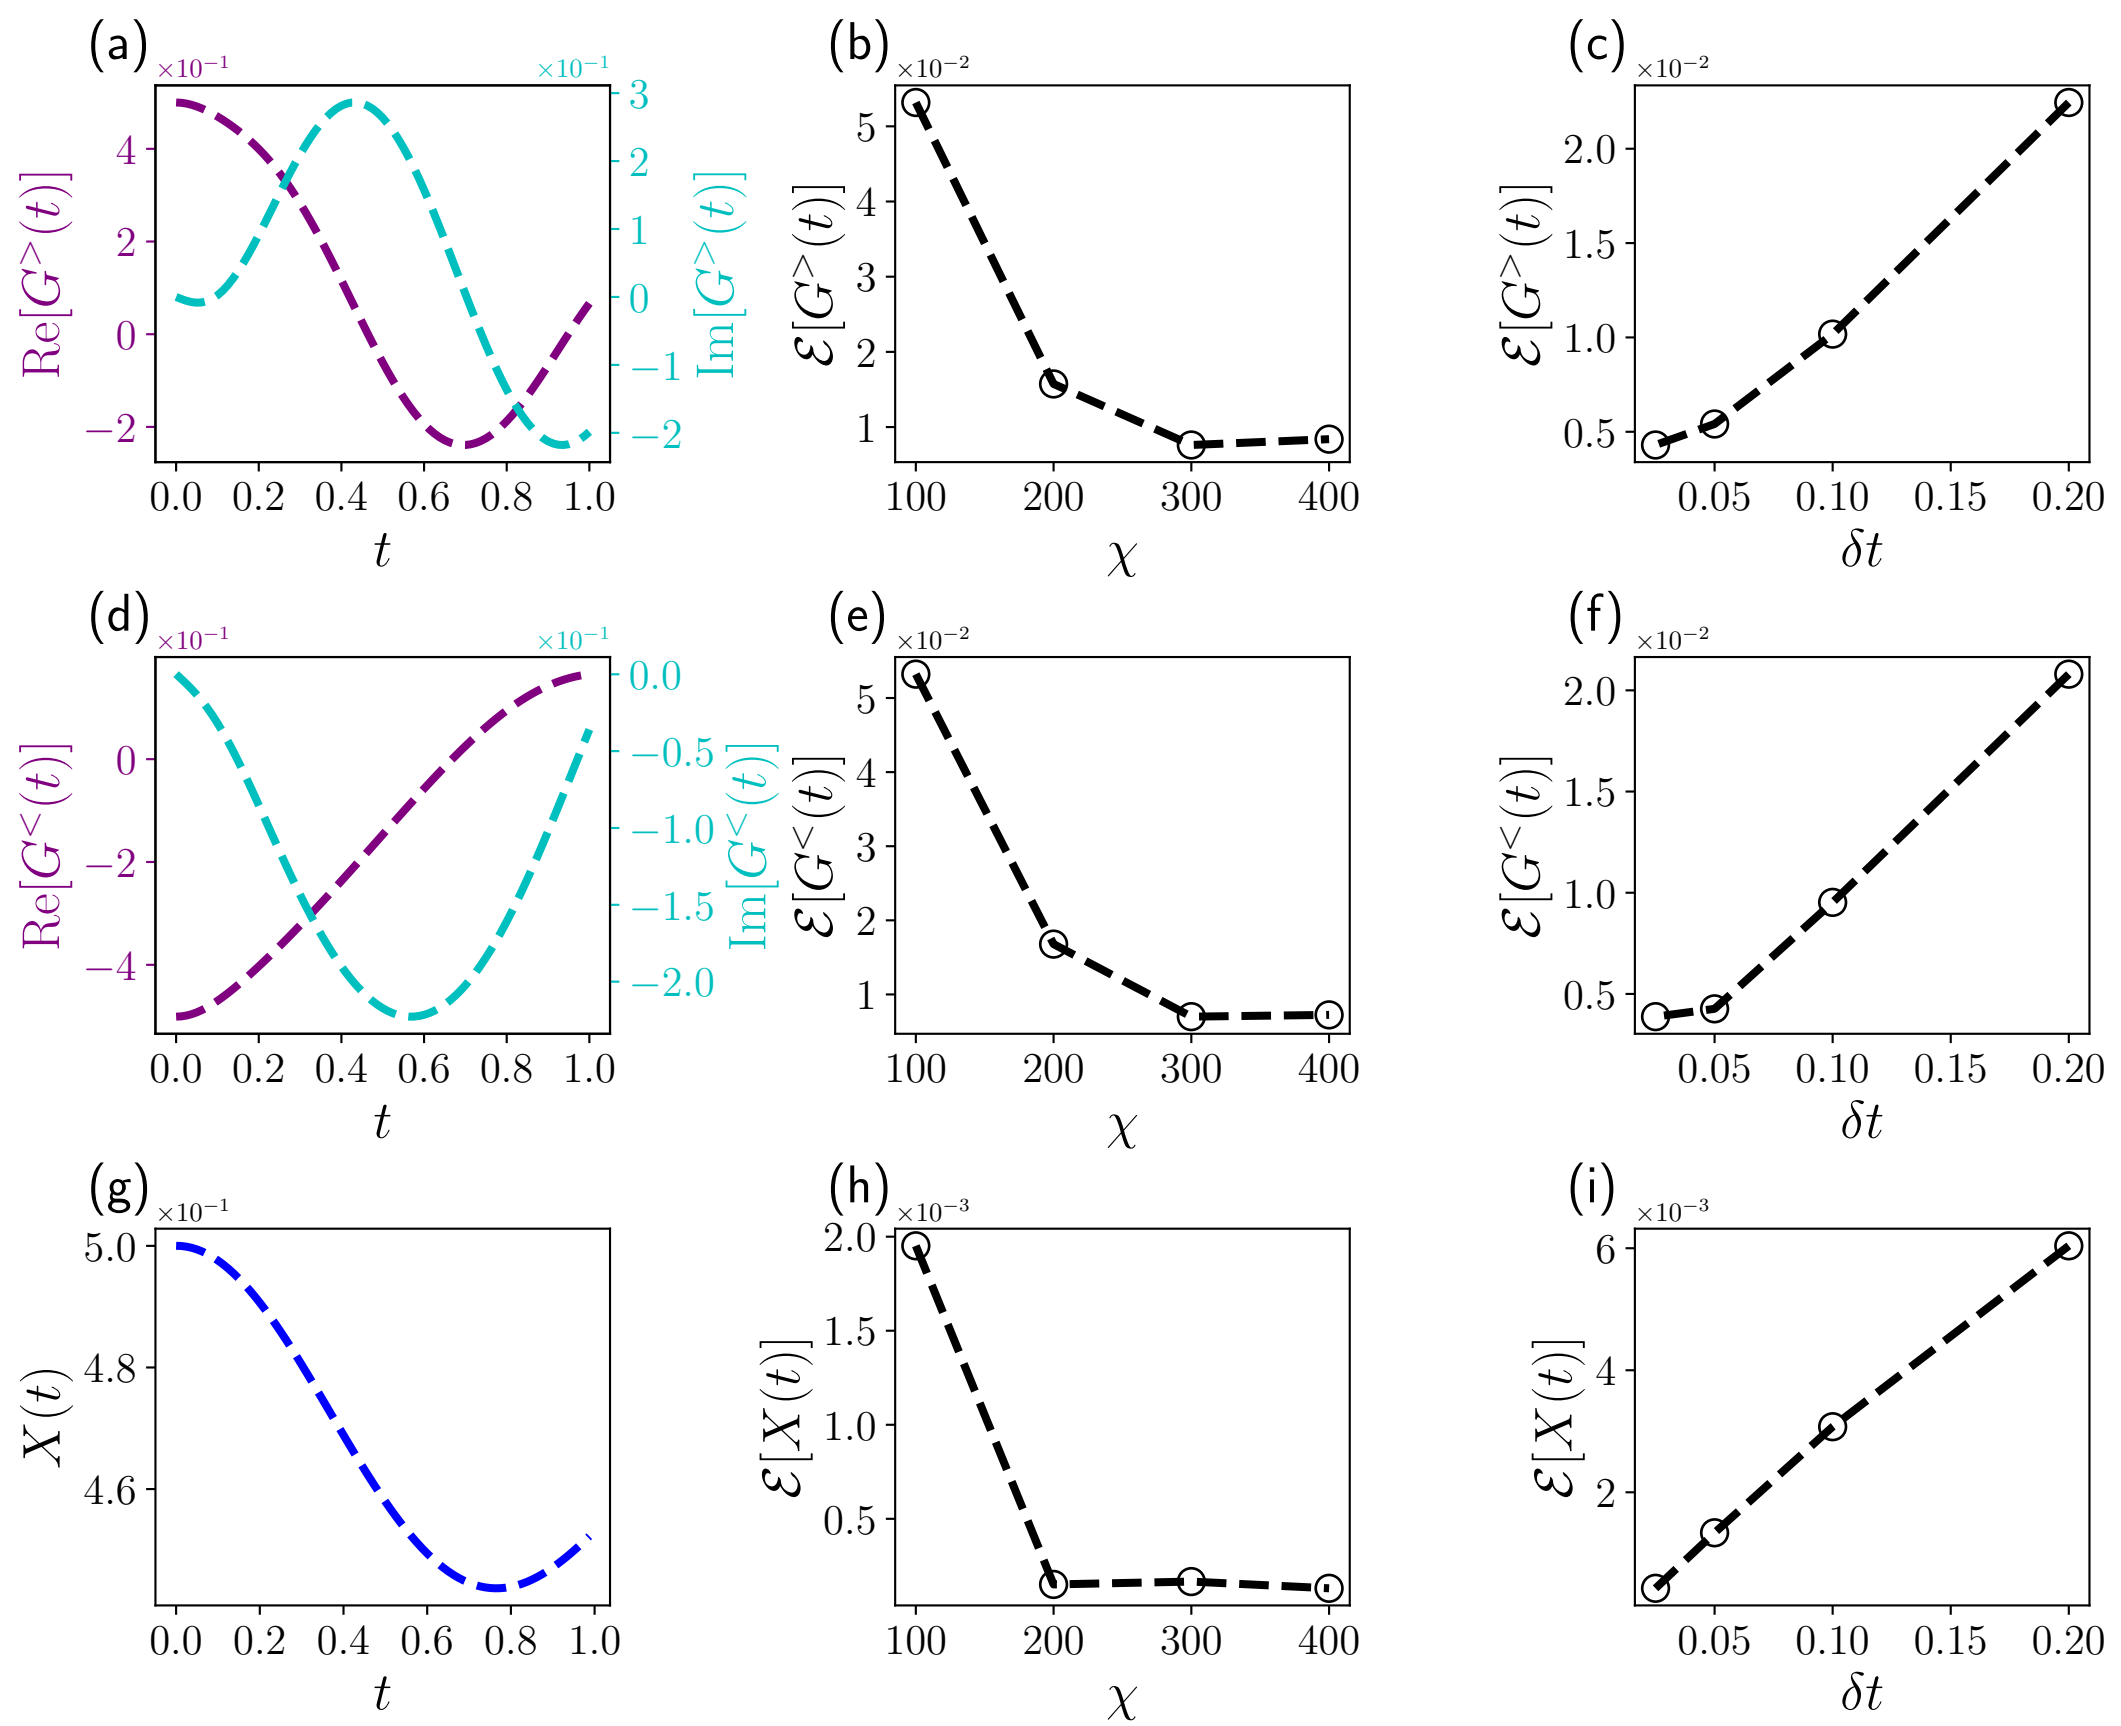 (a)
×10⁻¹
×10⁻¹
Re[G^>(t)]
4
2
0
−2
3
2
1
0
−1
−2
Im[G^>(t)]
0.0 0.2 0.4 0.6 0.8 1.0
t
(b)
×10⁻²
ℰ[G^>(t)]
5
4
3
2
1
100 200 300 400
χ
(c)
×10⁻²
ℰ[G^>(t)]
2.0
1.5
1.0
0.5
0.05 0.10 0.15 0.20
δt
(d)
×10⁻¹
×10⁻¹
Re[G^<(t)]
0
−2
−4
0.0
−0.5
−1.0
−1.5
−2.0
Im[G^<(t)]
0.0 0.2 0.4 0.6 0.8 1.0
t
(e)
×10⁻²
ℰ[G^<(t)]
5
4
3
2
1
100 200 300 400
χ
(f)
×10⁻²
ℰ[G^<(t)]
2.0
1.5
1.0
0.5
0.05 0.10 0.15 0.20
δt
(g)
×10⁻¹
X(t)
5.0
4.8
4.6
0.0 0.2 0.4 0.6 0.8 1.0
t
(h)
×10⁻³
ℰ[X(t)]
2.0
1.5
1.0
0.5
100 200 300 400
χ
(i)
×10⁻³
ℰ[X(t)]
6
4
2
0.05 0.10 0.15 0.20
δt